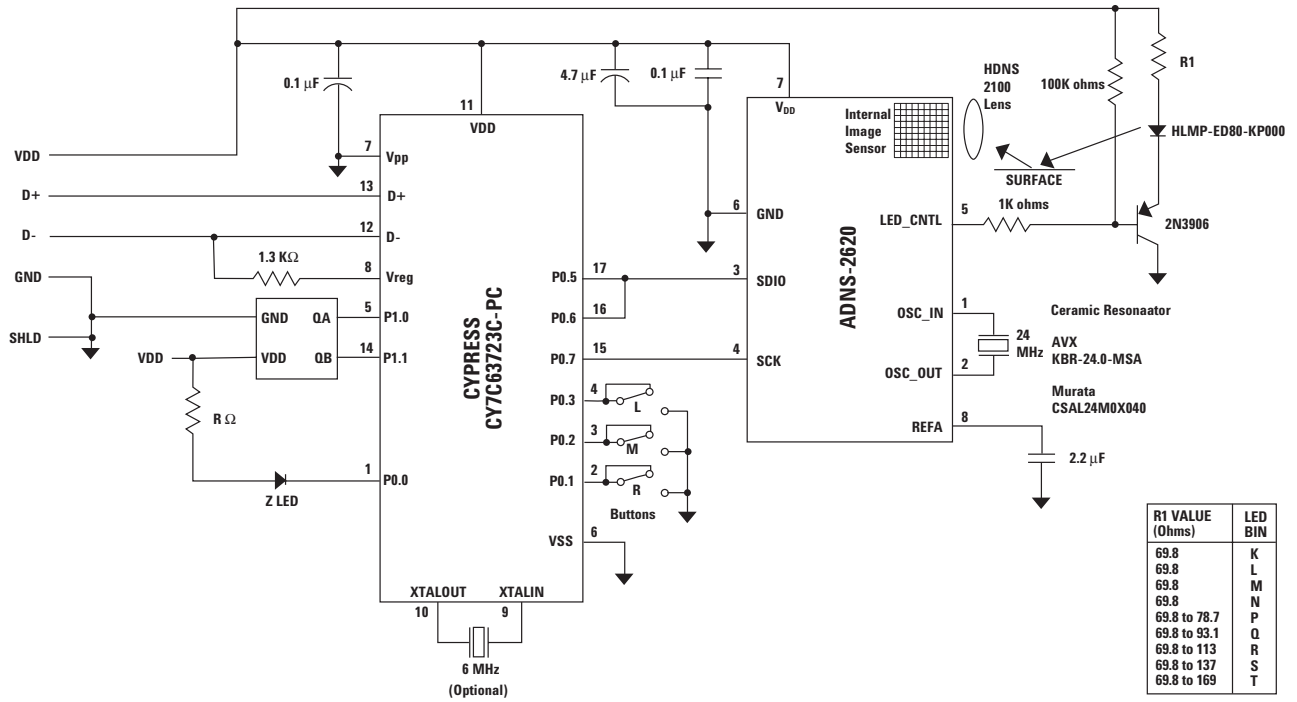 0.1 µF
4.7 µF
0.1 µF
11
VDD
7
VDD
Internal
Image
Sensor
HDNS
2100
Lens
100K ohms
R1
HLMP-ED80-KP000
SURFACE
1K ohms
2N3906
VDD
D+
D-
GND
SHLD
7
Vpp
13
D+
12
D-
1.3 KΩ
8
Vreg
GND
QA
5
P1.0
VDD
VDD
QB
14
P1.1
R Ω
Z LED
1
P0.0
CYPRESS
CY7C63723C-PC
P0.5
17
P0.6
16
P0.7
15
P0.3
4
L
P0.2
3
M
P0.1
2
R
Buttons
VSS
6
XTALOUT
XTALIN
10
9
6 MHz
(Optional)
6
GND
3
SDIO
4
SCK
ADNS-2620
LED_CNTL
5
OSC_IN
1
24
MHz
OSC_OUT
2
REFA
8
2.2 µF
Ceramic Resonaator
AVX
KBR-24.0-MSA
Murata
CSAL24M0X040
R1 VALUE LED
(Ohms) BIN
69.8 K
69.8 L
69.8 M
69.8 N
69.8 to 78.7 P
69.8 to 93.1 Q
69.8 to 113 R
69.8 to 137 S
69.8 to 169 T